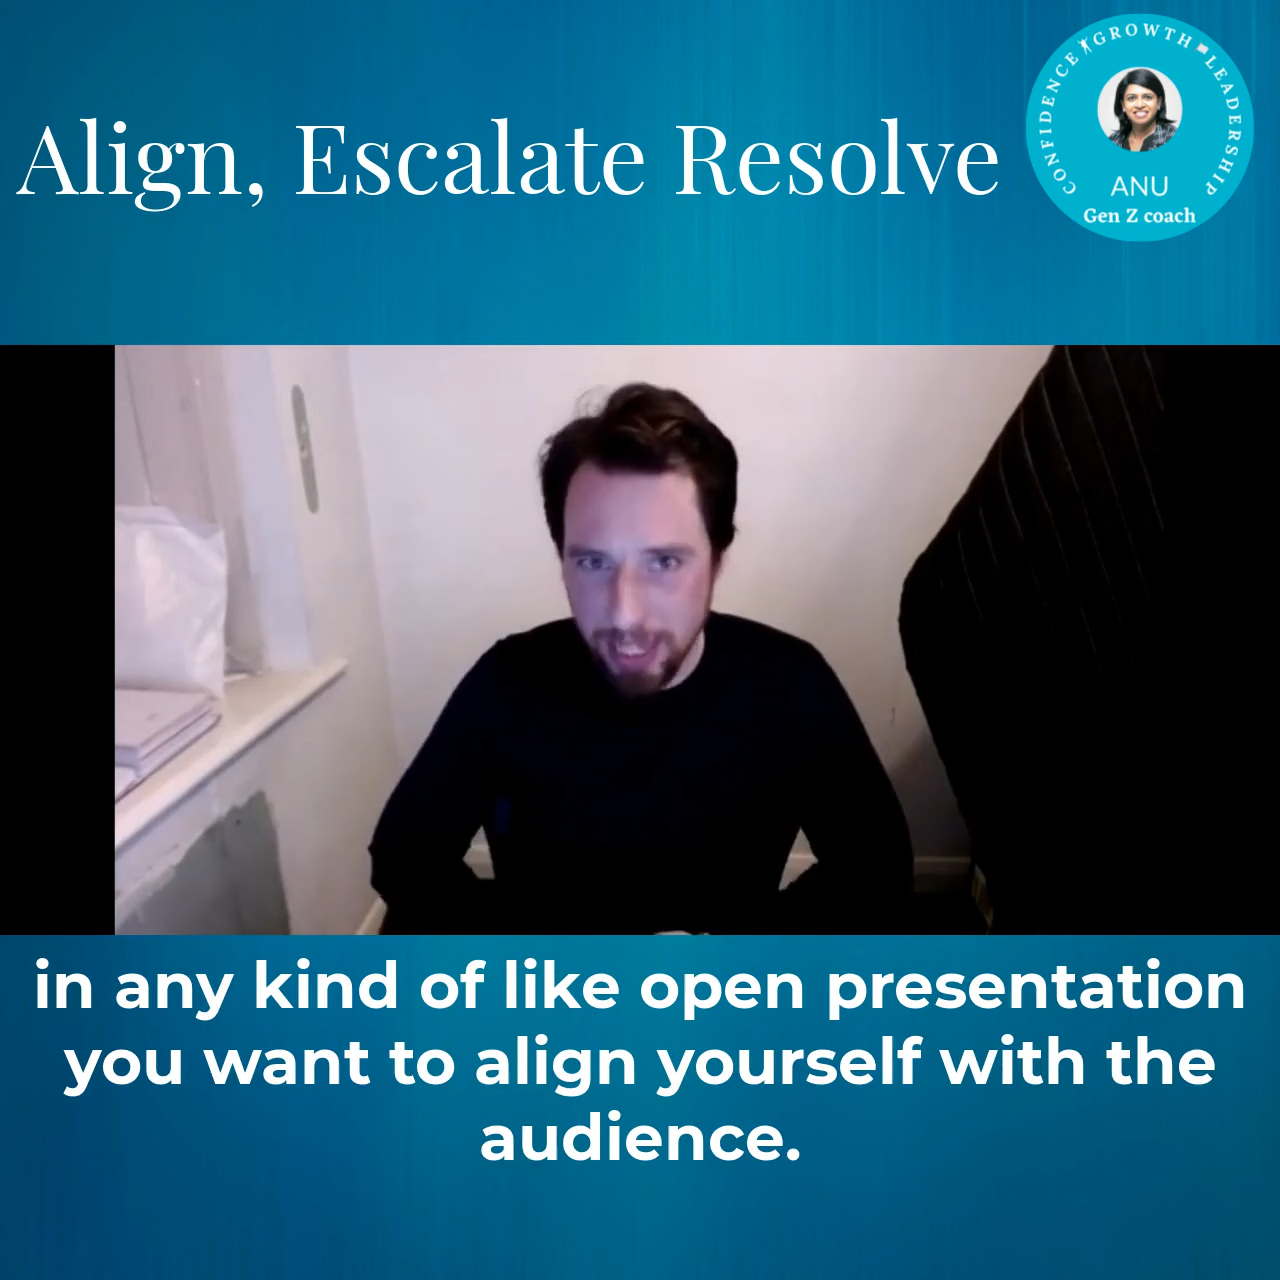 Align, Escalate Resolve
CONFIDENCE GROWTH LEADERSHIP
ANU
Gen Z coach
in any kind of like open presentation
you want to align yourself with the
audience.